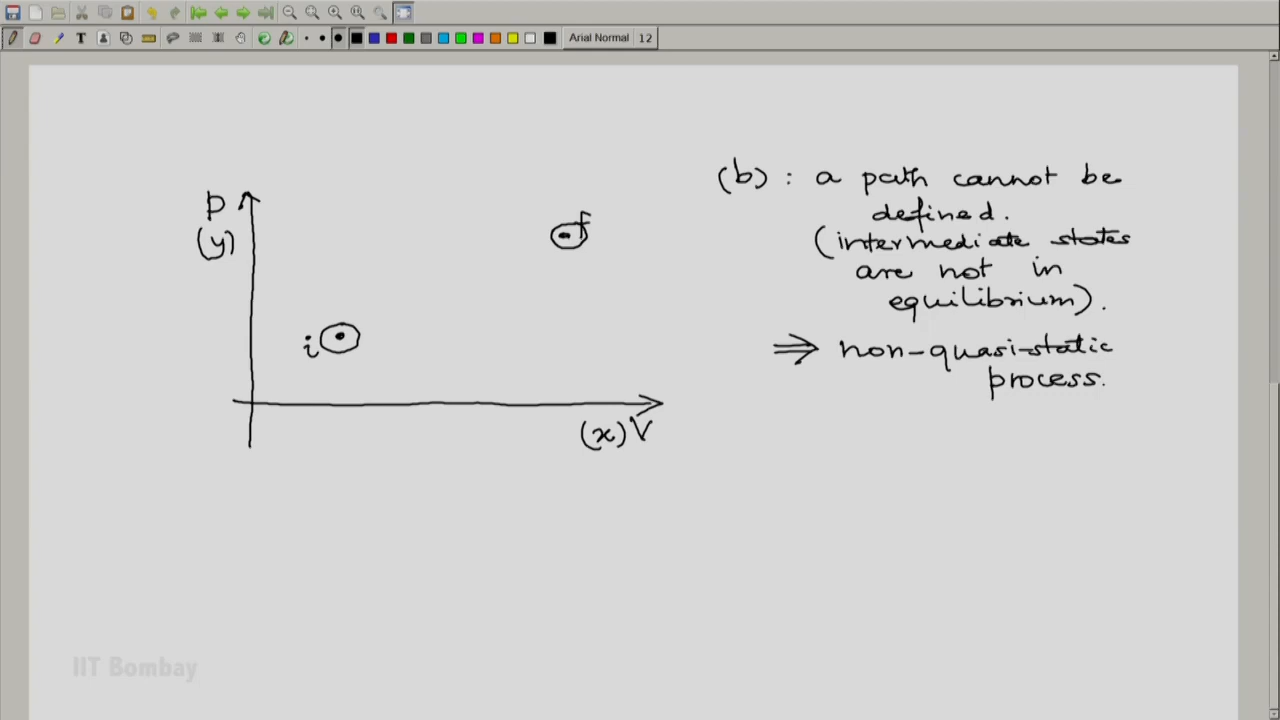 Arial Normal 12
p
(y)
f
i
(x) V
(b) : a path cannot be
defined.
(intermediate states
are not in
equilibrium).
⇒ non-quasi-static
process.
IIT Bombay